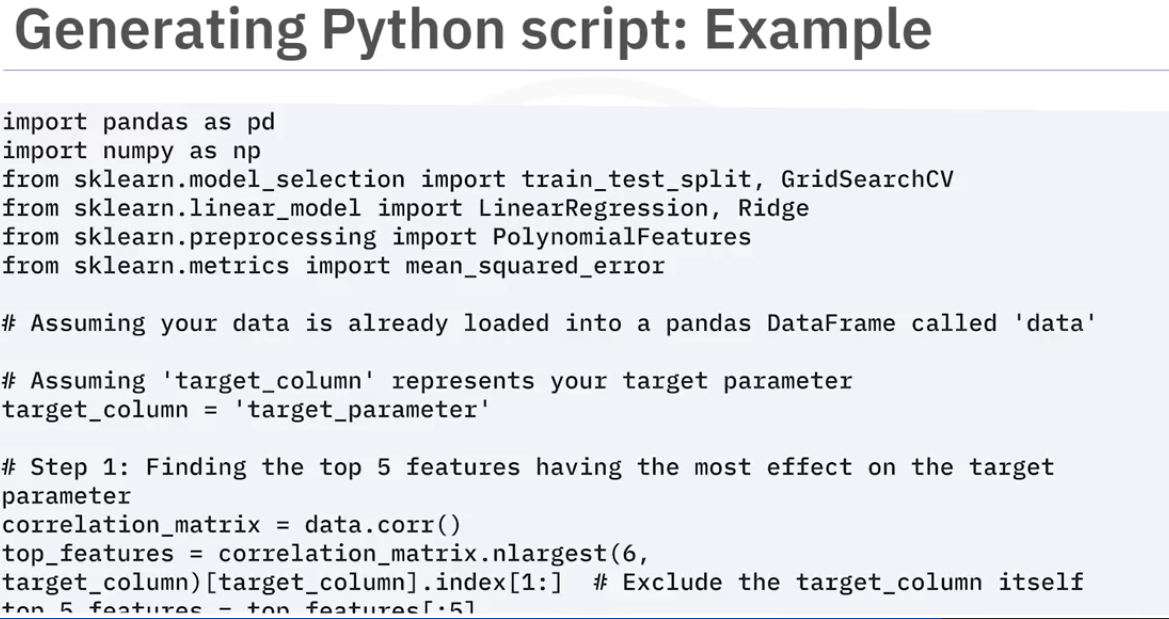 Generating Python script: Example
import pandas as pd
import numpy as np
from sklearn.model_selection import train_test_split, GridSearchCV
from sklearn.linear_model import LinearRegression, Ridge
from sklearn.preprocessing import PolynomialFeatures
from sklearn.metrics import mean_squared_error
# Assuming your data is already loaded into a pandas DataFrame called 'data'
# Assuming 'target_column' represents your target parameter
target_column = 'target_parameter'
# Step 1: Finding the top 5 features having the most effect on the target
parameter
correlation_matrix = data.corr()
top_features = correlation_matrix.nlargest(6,
target_column)[target_column].index[1:]  # Exclude the target_column itself
top_5_features = top_features[:5]